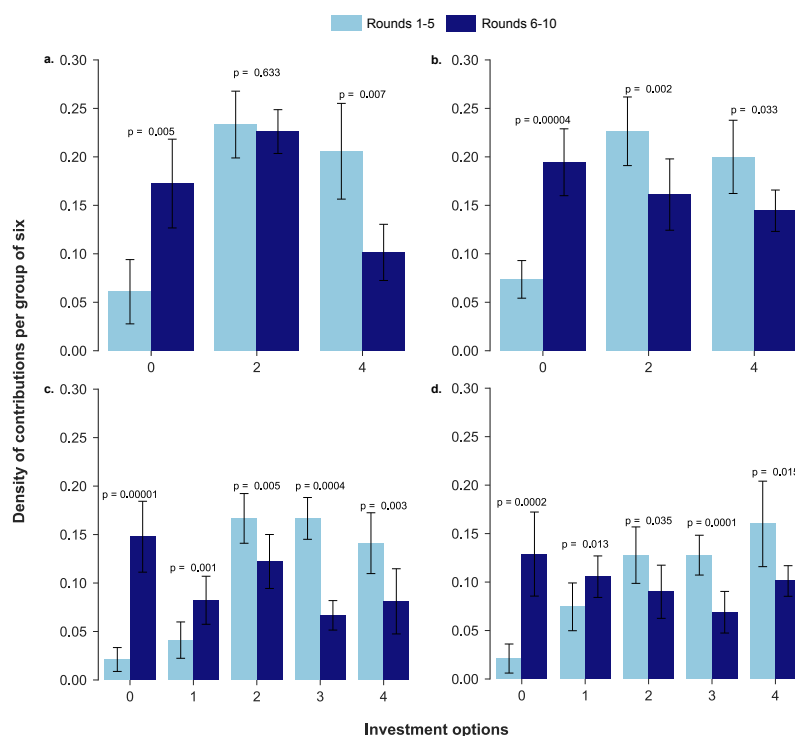 Rounds 1-5 Rounds 6-10
a. b.
0.30 0.30
p = 0.633 p = 0.007 p = 0.002
0.25 0.25
p = 0.005 p = 0.00004 p = 0.033
0.20 0.20
0.15 0.15
0.10 0.10
0.05 0.05
0.00 0.00
0 2 4 0 2 4
Density of contributions per group of six
c. d.
0.30 0.30
0.25 0.25
0.20 0.20
p = 0.00001 p = 0.005 p = 0.0004 p = 0.003 p = 0.0002 p = 0.015
0.15 0.15
p = 0.001 p = 0.013 p = 0.035 p = 0.0001
0.10 0.10
0.05 0.05
0.00 0.00
0 1 2 3 4 0 1 2 3 4
Investment options